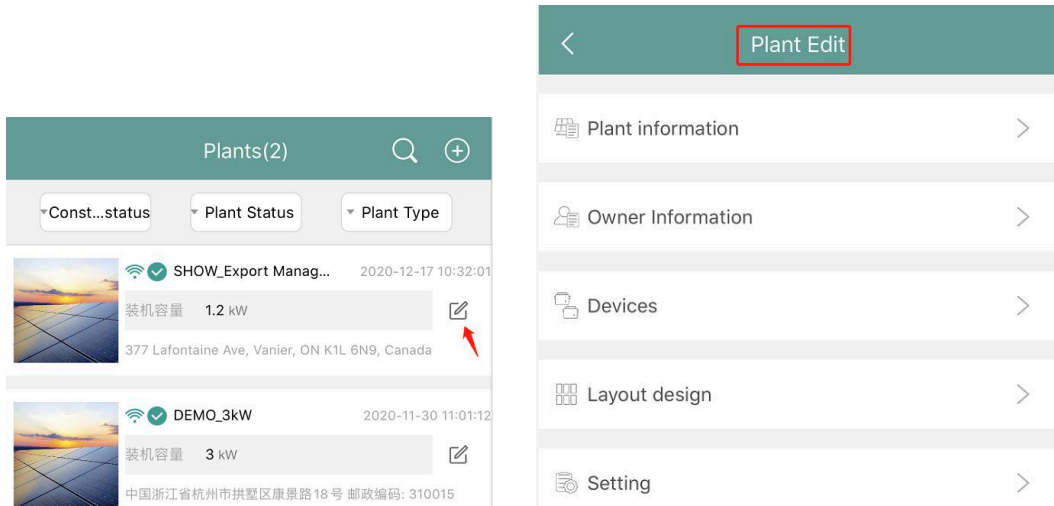 Plants(2)
Const...status
Plant Status
Plant Type
SHOW_Export Manag...
2020-12-17 10:32:01
装机容量 1.2 kW
377 Lafontaine Ave, Vanier, ON K1L 6N9, Canada
DEMO_3kW
2020-11-30 11:01:12
装机容量 3 kW
中国浙江省杭州市拱墅区康景路18号 邮政编码: 310015
Plant Edit
Plant information
Owner Information
Devices
Layout design
Setting